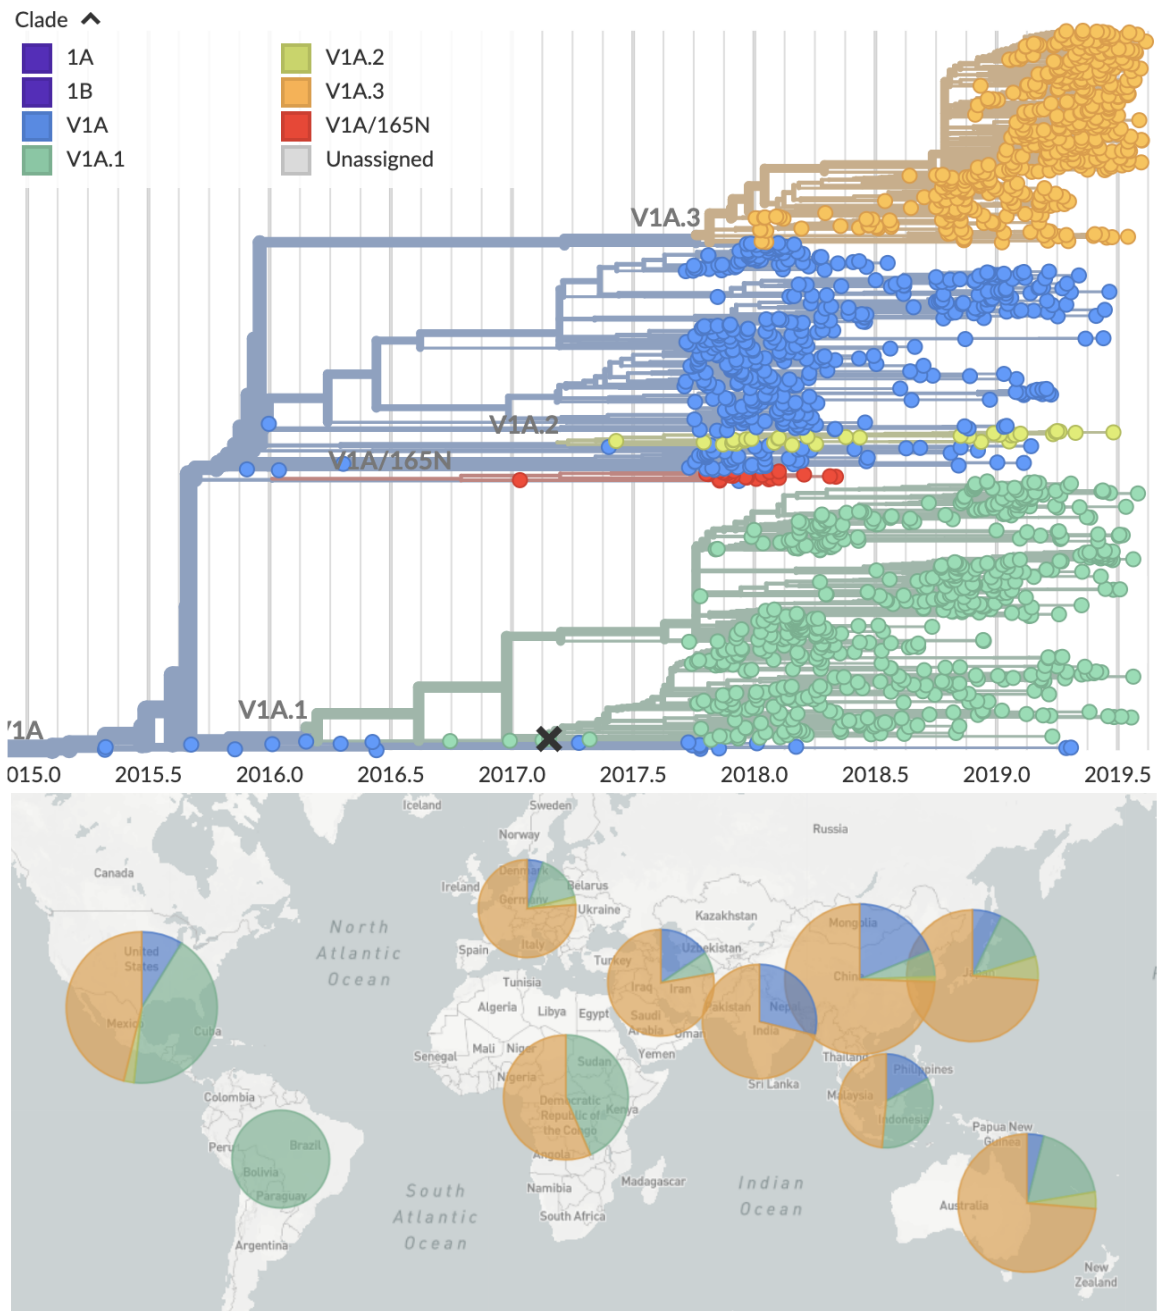 Clade
1A
1B
V1A
V1A.1
V1A.2
V1A.3
V1A/165N
Unassigned
V1A.3
V1A.2
V1A/165N
V1A.1
/1A
015.0 2015.5 2016.0 2016.5 2017.0 2017.5 2018.0 2018.5 2019.0 2019.5
Iceland
Sweden
Norway
Russia
Canada
Denmark
Ireland
Belarus
Germany
Ukraine
Kazakhstan
Mongolia
North
Atlantic
Ocean
United
States
Spain
Italy
Uzbekistan
Turkey
China
Japan
Tunisia
Iraq
Iran
Algeria
Libya
Egypt
Pakistan
Nepal
Mexico
Cuba
Saudi
Arabia
Oman
India
Senegal
Mali
Niger
Sudan
Yemen
Thailand
Philippines
Nigeria
Sri Lanka
Colombia
Malaysia
Democratic
Republic of
the Congo
Kenya
Indonesia
Papua New
Guinea
Peru
Brazil
Angola
Bolivia
Madagascar
Indian
Ocean
South
Atlantic
Ocean
Namibia
Paraguay
Australia
South Africa
Argentina
New
Zealand